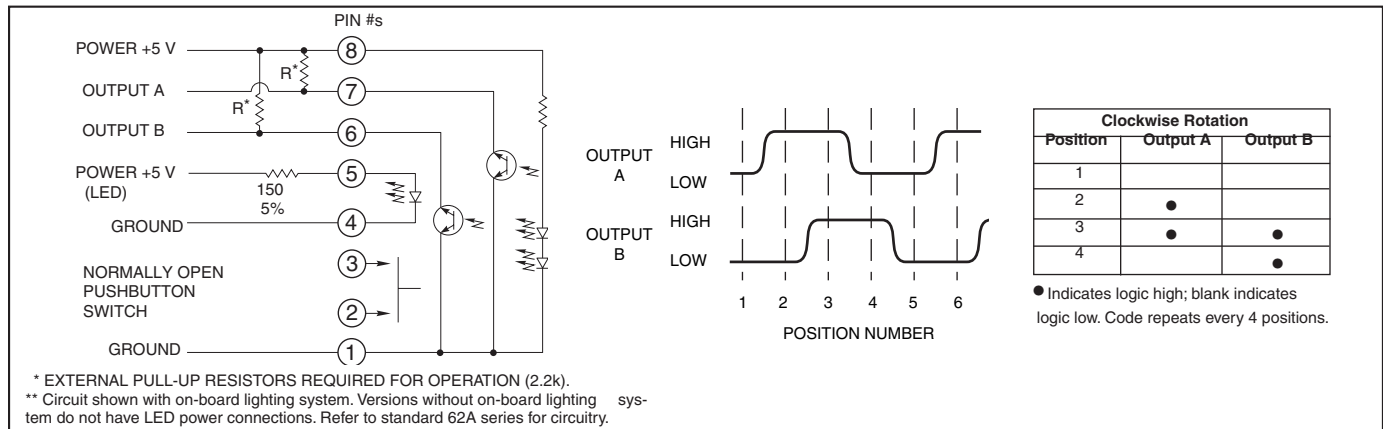 PIN #s
POWER +5 V
8
R*
OUTPUT A
7
R*
OUTPUT B
6
POWER +5 V
(LED)
150
5%
5
GROUND
4
NORMALLY OPEN
PUSHBUTTON
SWITCH
3
2
GROUND
1
* EXTERNAL PULL-UP RESISTORS REQUIRED FOR OPERATION (2.2k).
** Circuit shown with on-board lighting system. Versions without on-board lighting sys-
tem do not have LED power connections. Refer to standard 62A series for circuitry.
OUTPUT
A
HIGH
LOW
OUTPUT
B
HIGH
LOW
1 2 3 4 5 6
POSITION NUMBER
Clockwise Rotation
Position Output A Output B
1
2 ●
3 ● ●
4 ●
● Indicates logic high; blank indicates
logic low. Code repeats every 4 positions.